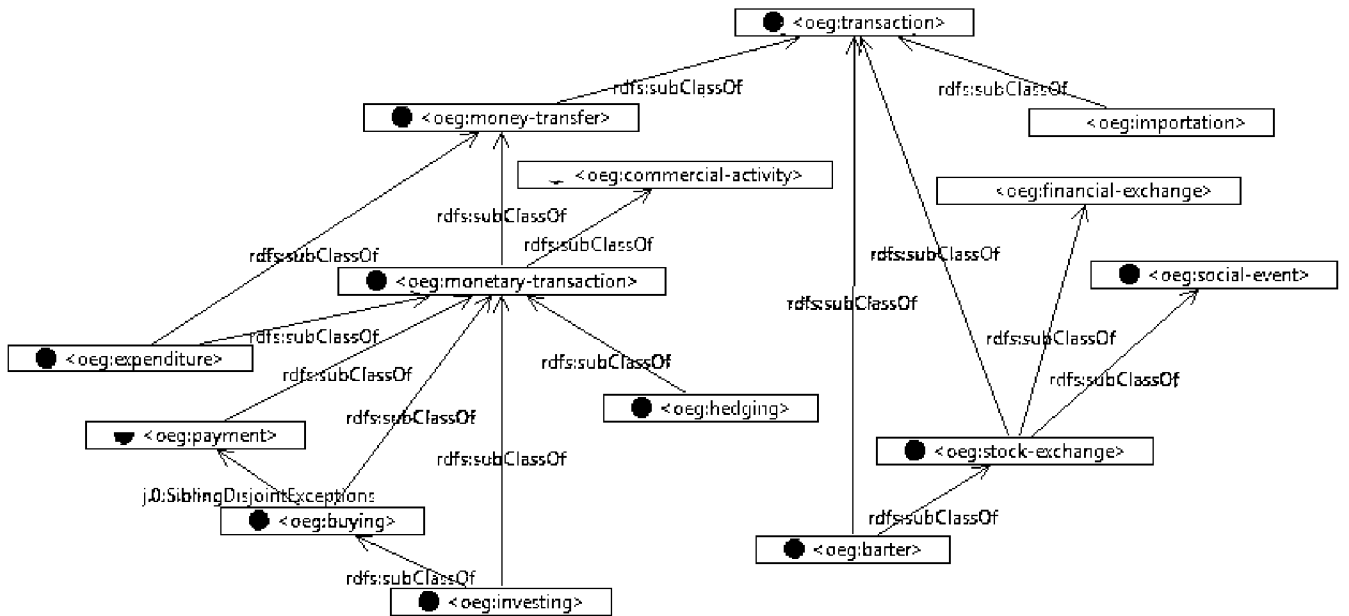 <oeg:transaction>
rdfs:subClassOf
rdfs:subClassOf
<oeg:money-transfer>
<oeg:importation>
<oeg:commercial-activity>
<oeg:financial-exchange>
rdfs:subClassOf
rdfs:subClassOf
rdfs:subClassOf
rdfs:subClassOf
<oeg:monetary-transaction>
<oeg:social-event>
rdfs:subClassOf
rdfs:subClassOf
rdfs:subClassOf
<oeg:expenditure>
rdfs:subClassOf
rdfs:subClassOf
rdfs:subClassOf
<oeg:hedging>
rdfs:subClassOf
<oeg:payment>
<oeg:stock-exchange>
rdfs:subClassOf
j.0:SiblingDisjointExceptions
<oeg:buying>
rdfs:subClassOf
<oeg:barter>
rdfs:subClassOf
<oeg:investing>